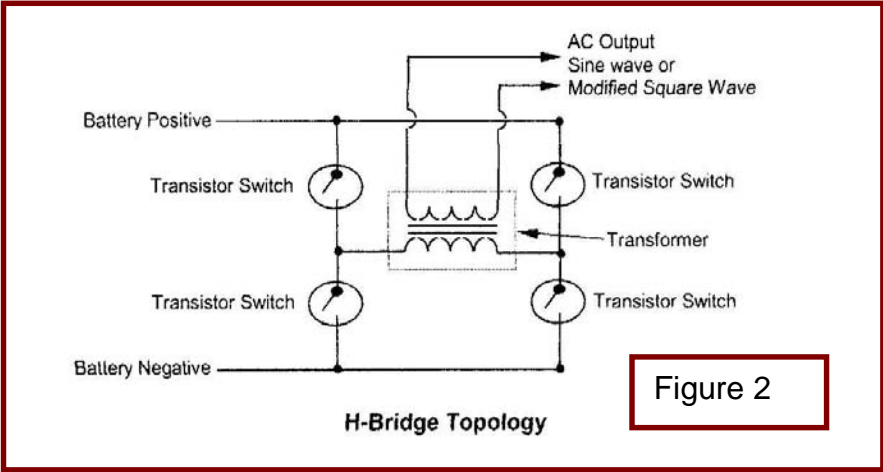 AC Output
Sine wave or
Modified Square Wave
Battery Positive
Transistor Switch
Transistor Switch
Transformer
Transistor Switch
Transistor Switch
Battery Negative
Figure 2
H-Bridge Topology